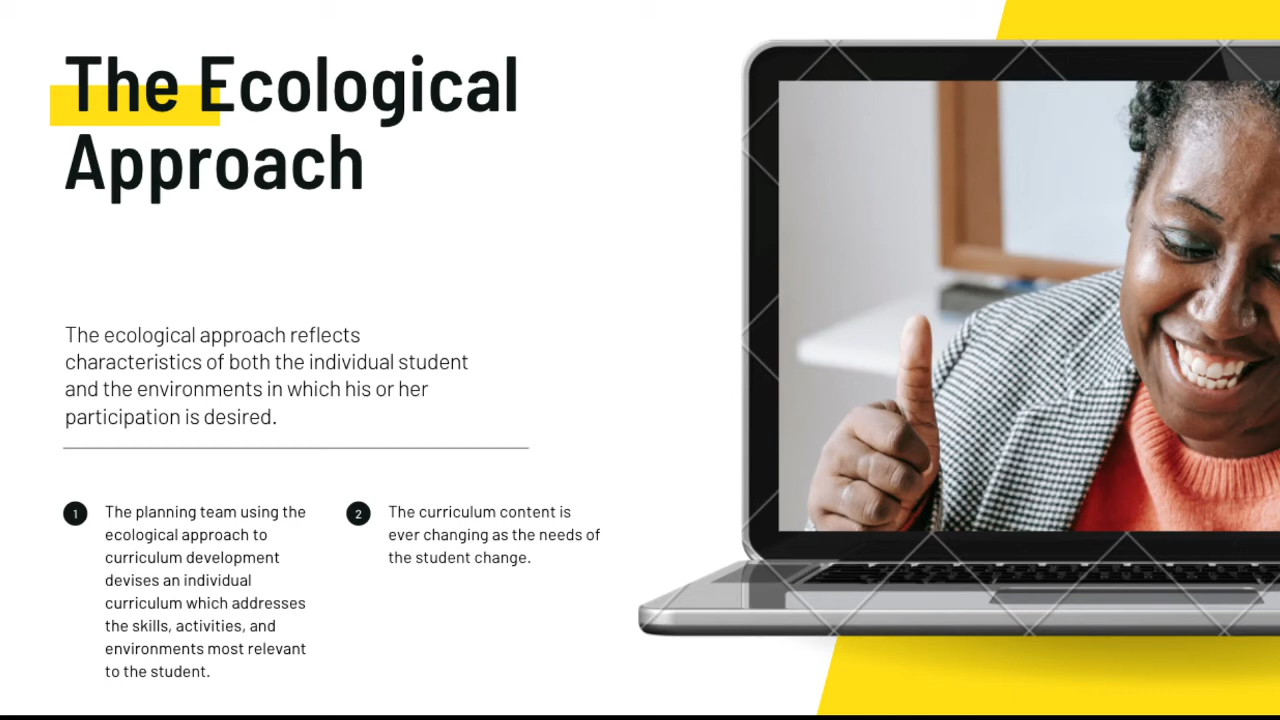 The Ecological
Approach
The ecological approach reflects
characteristics of both the individual student
and the environments in which his or her
participation is desired.
1
The planning team using the
ecological approach to
curriculum development
devises an individual
curriculum which addresses
the skills, activities, and
environments most relevant
to the student.
2
The curriculum content is
ever changing as the needs of
the student change.